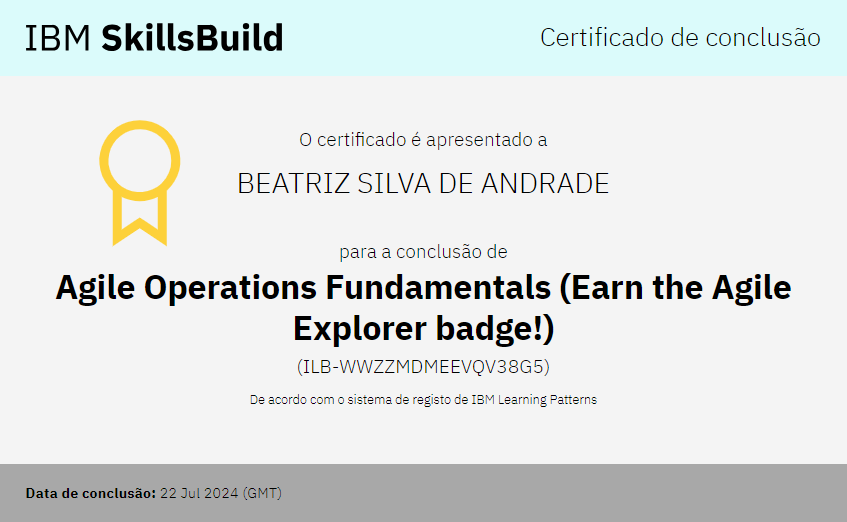 IBM SkillsBuild
Certificado de conclusão
O certificado é apresentado a
BEATRIZ SILVA DE ANDRADE
para a conclusão de
Agile Operations Fundamentals (Earn the Agile
Explorer badge!)
(ILB-WWZZMDMEEVQV38G5)
De acordo com o sistema de registo de IBM Learning Patterns
Data de conclusão: 22 Jul 2024 (GMT)